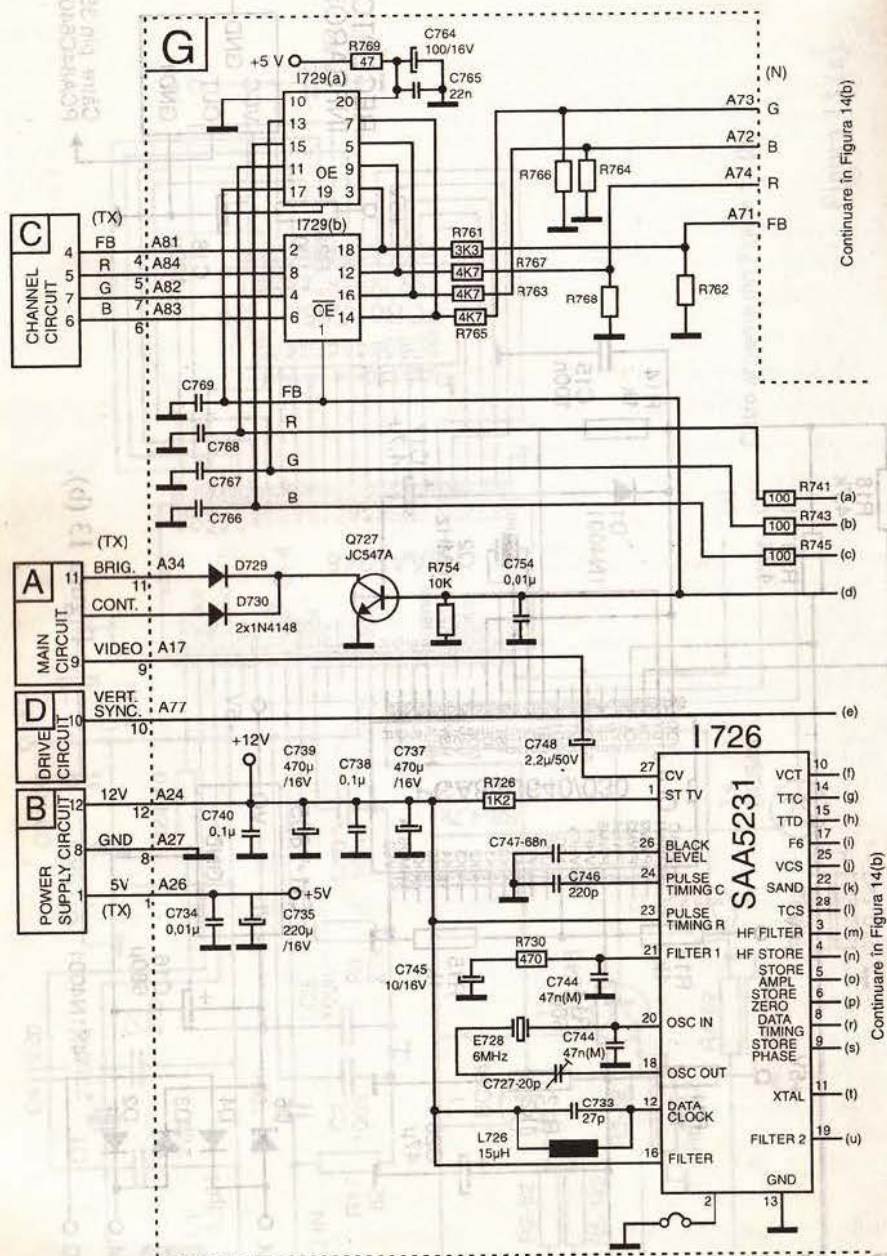 G
+5 V
R769
47
C764
100/16V
C765
22n
I729(a)
10 20
13 7
15 5
11 OE 9
17 19 3
(N)
A73 G
A72 B
A74 R
A71 FB
R766
R764
Continuare în Figura 14(b)
C
CHANNEL
CIRCUIT
(TX)
4 FB A81
5 R 4 A84
7 G 5 A82
6 B 7 A83
6
I729(b)
2 18
8 12
4 16
6 14
OE
1
R761
3K3
4K7 R767
4K7 R763
4K7
R765
R768
R762
C769
FB
C768
R
C767
G
C766
B
100 R741 (a)
100 R743 (b)
100 R745 (c)
(d)
(TX)
A
MAIN
CIRCUIT
11 BRIG. A34
11
CONT.
D729
D730
2x1N4148
Q727
JC547A
R754
10K
C754
0,01µ
9 VIDEO A17
9
D
DRIVE
CIRCUIT
VERT.
10 SYNC. A77
10
(e)
B
POWER
SUPPLY CIRCUIT
12 12V A24
12
8 GND A27
8
1 5V A26
(TX) 1
+12V
C740
0.1µ
C739
470µ
/16V
C738
0.1µ
C737
470µ
/16V
+5V
C734
0,01µ
C735
220µ
/16V
C748
2.2µ/50V
R726
1K2
C747-68n
C746
220p
C745
10/16V
R730
470
C744
47n(M)
E728
6MHz
C744
47n(M)
C727-20p
C733
27p
L726
15µH
I726
SAA5231
27 CV
1 ST TV
26 BLACK
LEVEL
24 PULSE
TIMING C
23 PULSE
TIMING R
21 FILTER 1
20 OSC IN
18 OSC OUT
12 DATA
CLOCK
16 FILTER
VCT 10 (f)
TTC 14 (g)
TTD 15 (h)
F6 17 (i)
VCS 25 (j)
SAND 22 (k)
TCS 28 (l)
HF FILTER 3 (m)
HF STORE 4 (n)
STORE
AMPL 5 (o)
STORE
ZERO 6 (p)
DATA
TIMING 8 (r)
STORE
PHASE 9 (s)
XTAL 11 (t)
FILTER 2 19 (u)
GND
2 13
Continuare în Figura 14(b)